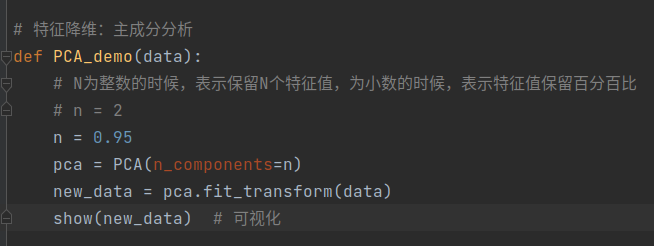 # 特征降维：主成分分析
def PCA_demo(data):
# N为整数的时候，表示保留N个特征值，为小数的时候，表示特征值保留百分百比
# n = 2
n = 0.95
pca = PCA(n_components=n)
new_data = pca.fit_transform(data)
show(new_data)  # 可视化